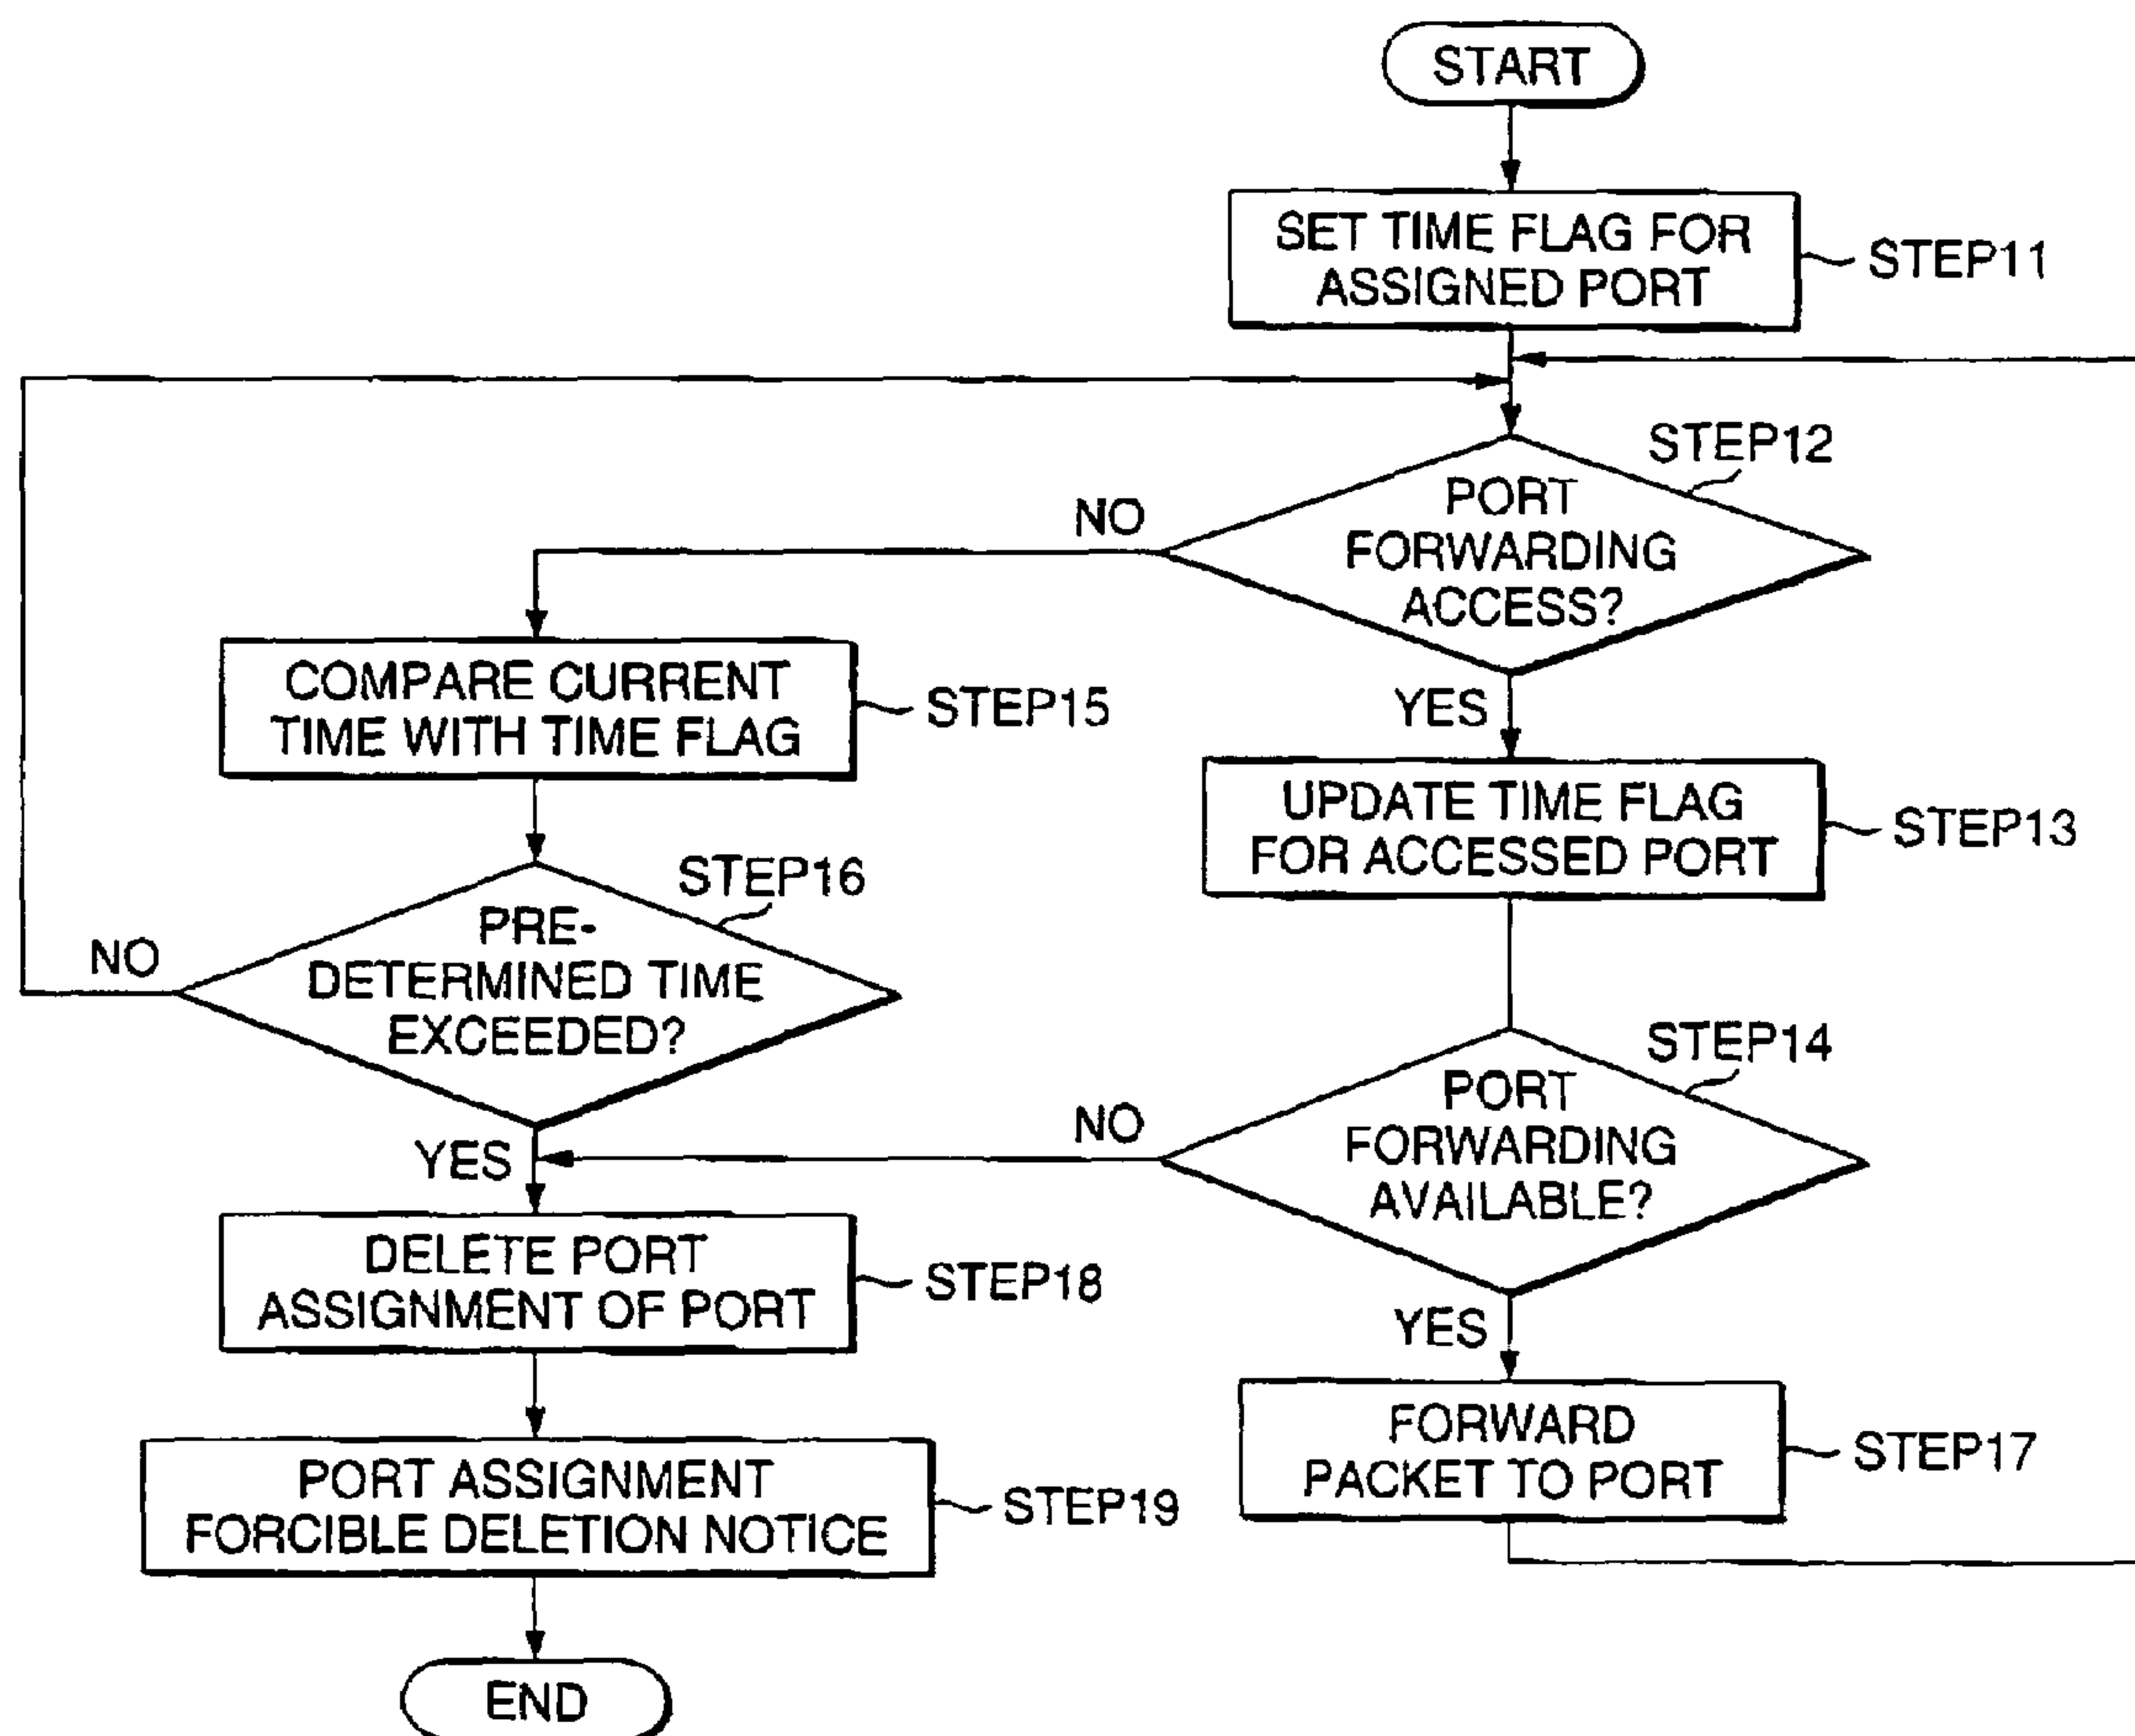 START
SET TIME FLAG FOR
ASSIGNED PORT
STEP11
STEP12
PORT
FORWARDING
ACCESS?
NO
YES
COMPARE CURRENT
TIME WITH TIME FLAG
STEP15
UPDATE TIME FLAG
FOR ACCESSED PORT
STEP13
STEP16
PRE-
DETERMINED TIME
EXCEEDED?
NO
YES
STEP14
PORT
FORWARDING
AVAILABLE?
NO
YES
DELETE PORT
ASSIGNMENT OF PORT
STEP18
FORWARD
PACKET TO PORT
STEP17
PORT ASSIGNMENT
FORCIBLE DELETION NOTICE
STEP19
END